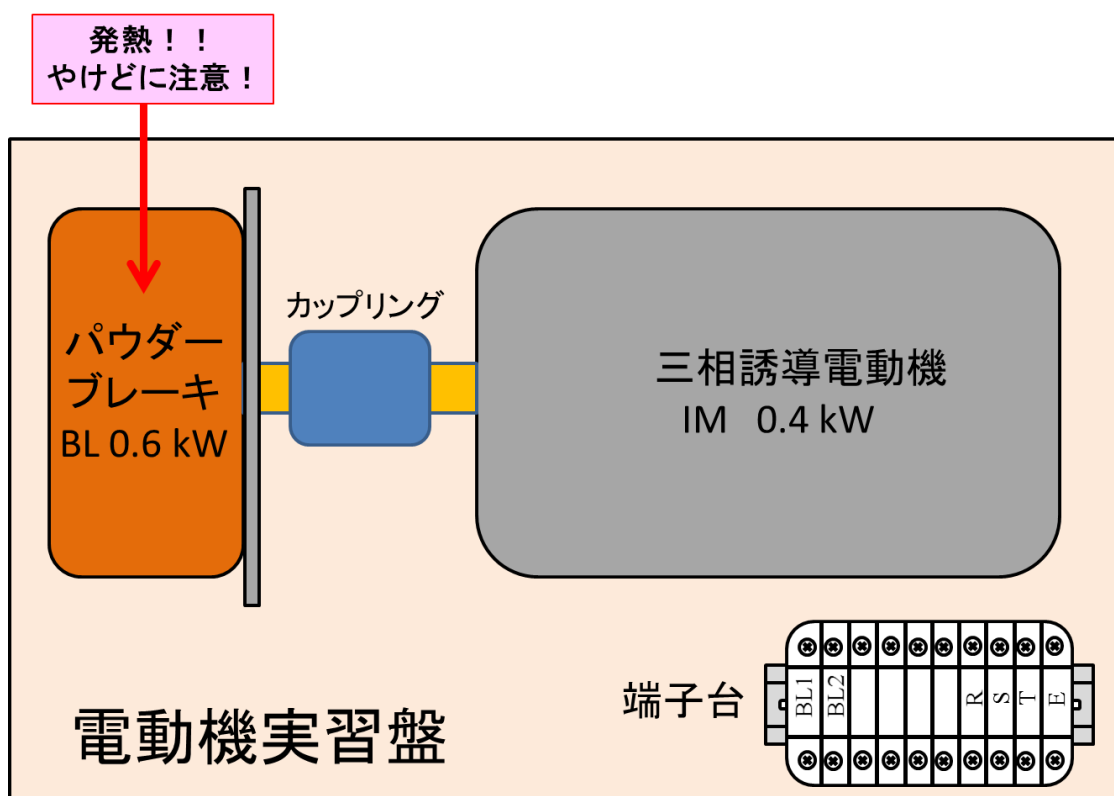 発熱！！
やけどに注意！
カップリング
パウダー
ブレーキ
BL 0.6 kW
三相誘導電動機
IM 0.4 kW
端子台
BL1 BL2 R S T E
電動機実習盤